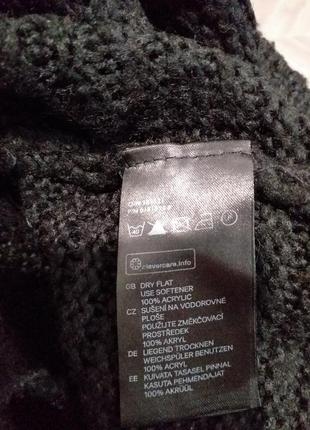 40
P
clevercare.info
GB DRY FLAT
USE SOFTENER
100% ACRYLIC
CZ SUŠENÍ NA VODOROVNÉ
PLOŠE
POUŽIJTE ZMĚKČOVACÍ
PROSTŘEDEK
100% AKRYL
DE LIEGEND TROCKNEN
WEICHSPÜLER BENUTZEN
100% ACRYL
EE KUIVATA TASASEL PINNAL
KASUTA PEHMENDAJAT
100% AKRÜÜL